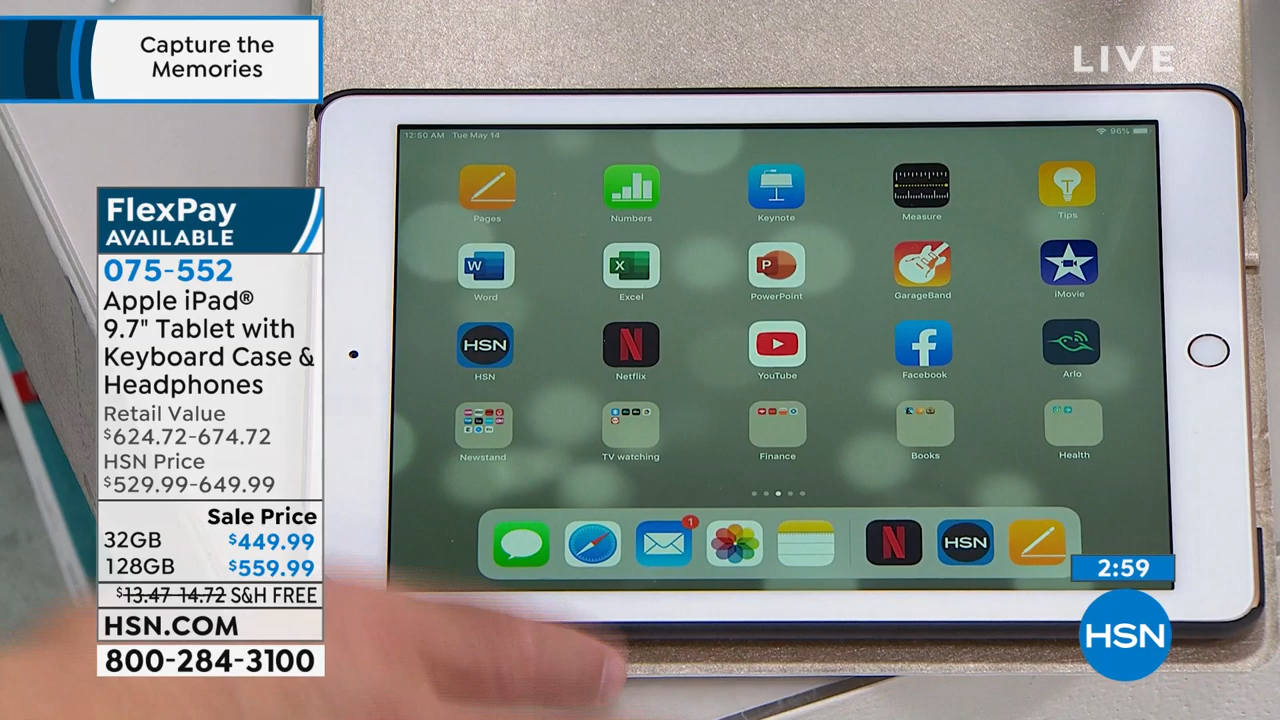 Capture the
Memories
LIVE
FlexPay
AVAILABLE
075-552
Apple iPad®
9.7" Tablet with
Keyboard Case &
Headphones
Retail Value
$624.72-674.72
HSN Price
$529.99-649.99
Sale Price
32GB $449.99
128GB $559.99
$13.47-14.72 S&H FREE
HSN.COM
800-284-3100
12:50 AM Tue May 14
96%
Pages Numbers Keynote Measure Tips
W X P
Word Excel PowerPoint GarageBand iMovie
HSN N f
HSN Netflix YouTube Facebook Arlo
Newstand TV watching Finance Books Health
1
N HSN
2:59
HSN